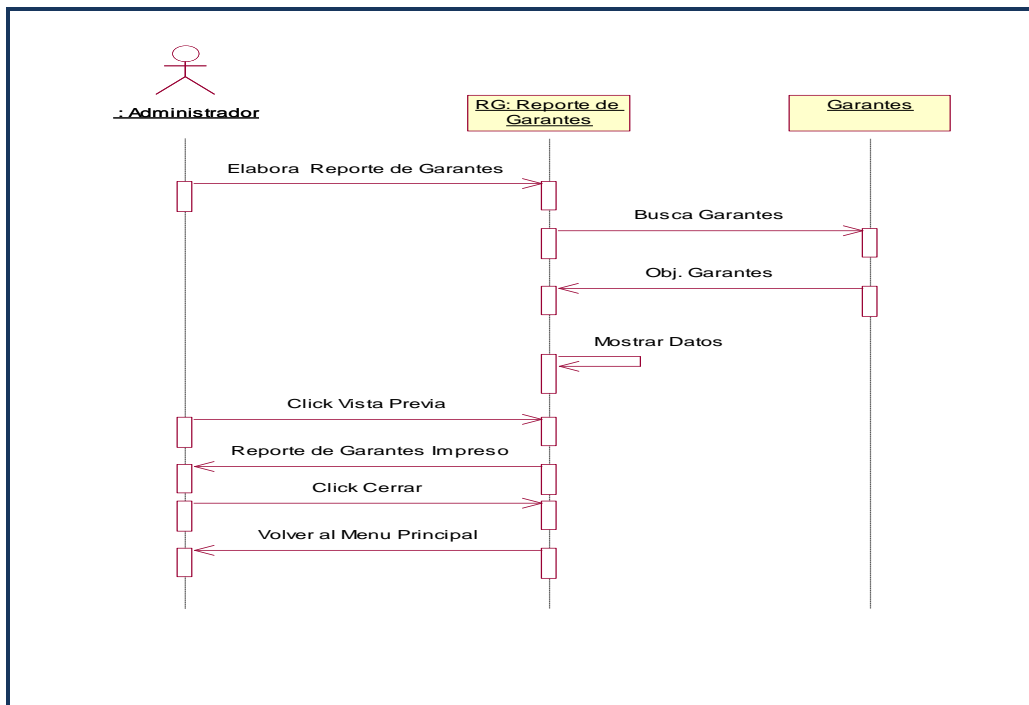 : Administrador
RG: Reporte de
Garantes
Garantes
Elabora Reporte de Garantes
Busca Garantes
Obj. Garantes
Mostrar Datos
Click Vista Previa
Reporte de Garantes Impreso
Click Cerrar
Volver al Menu Principal